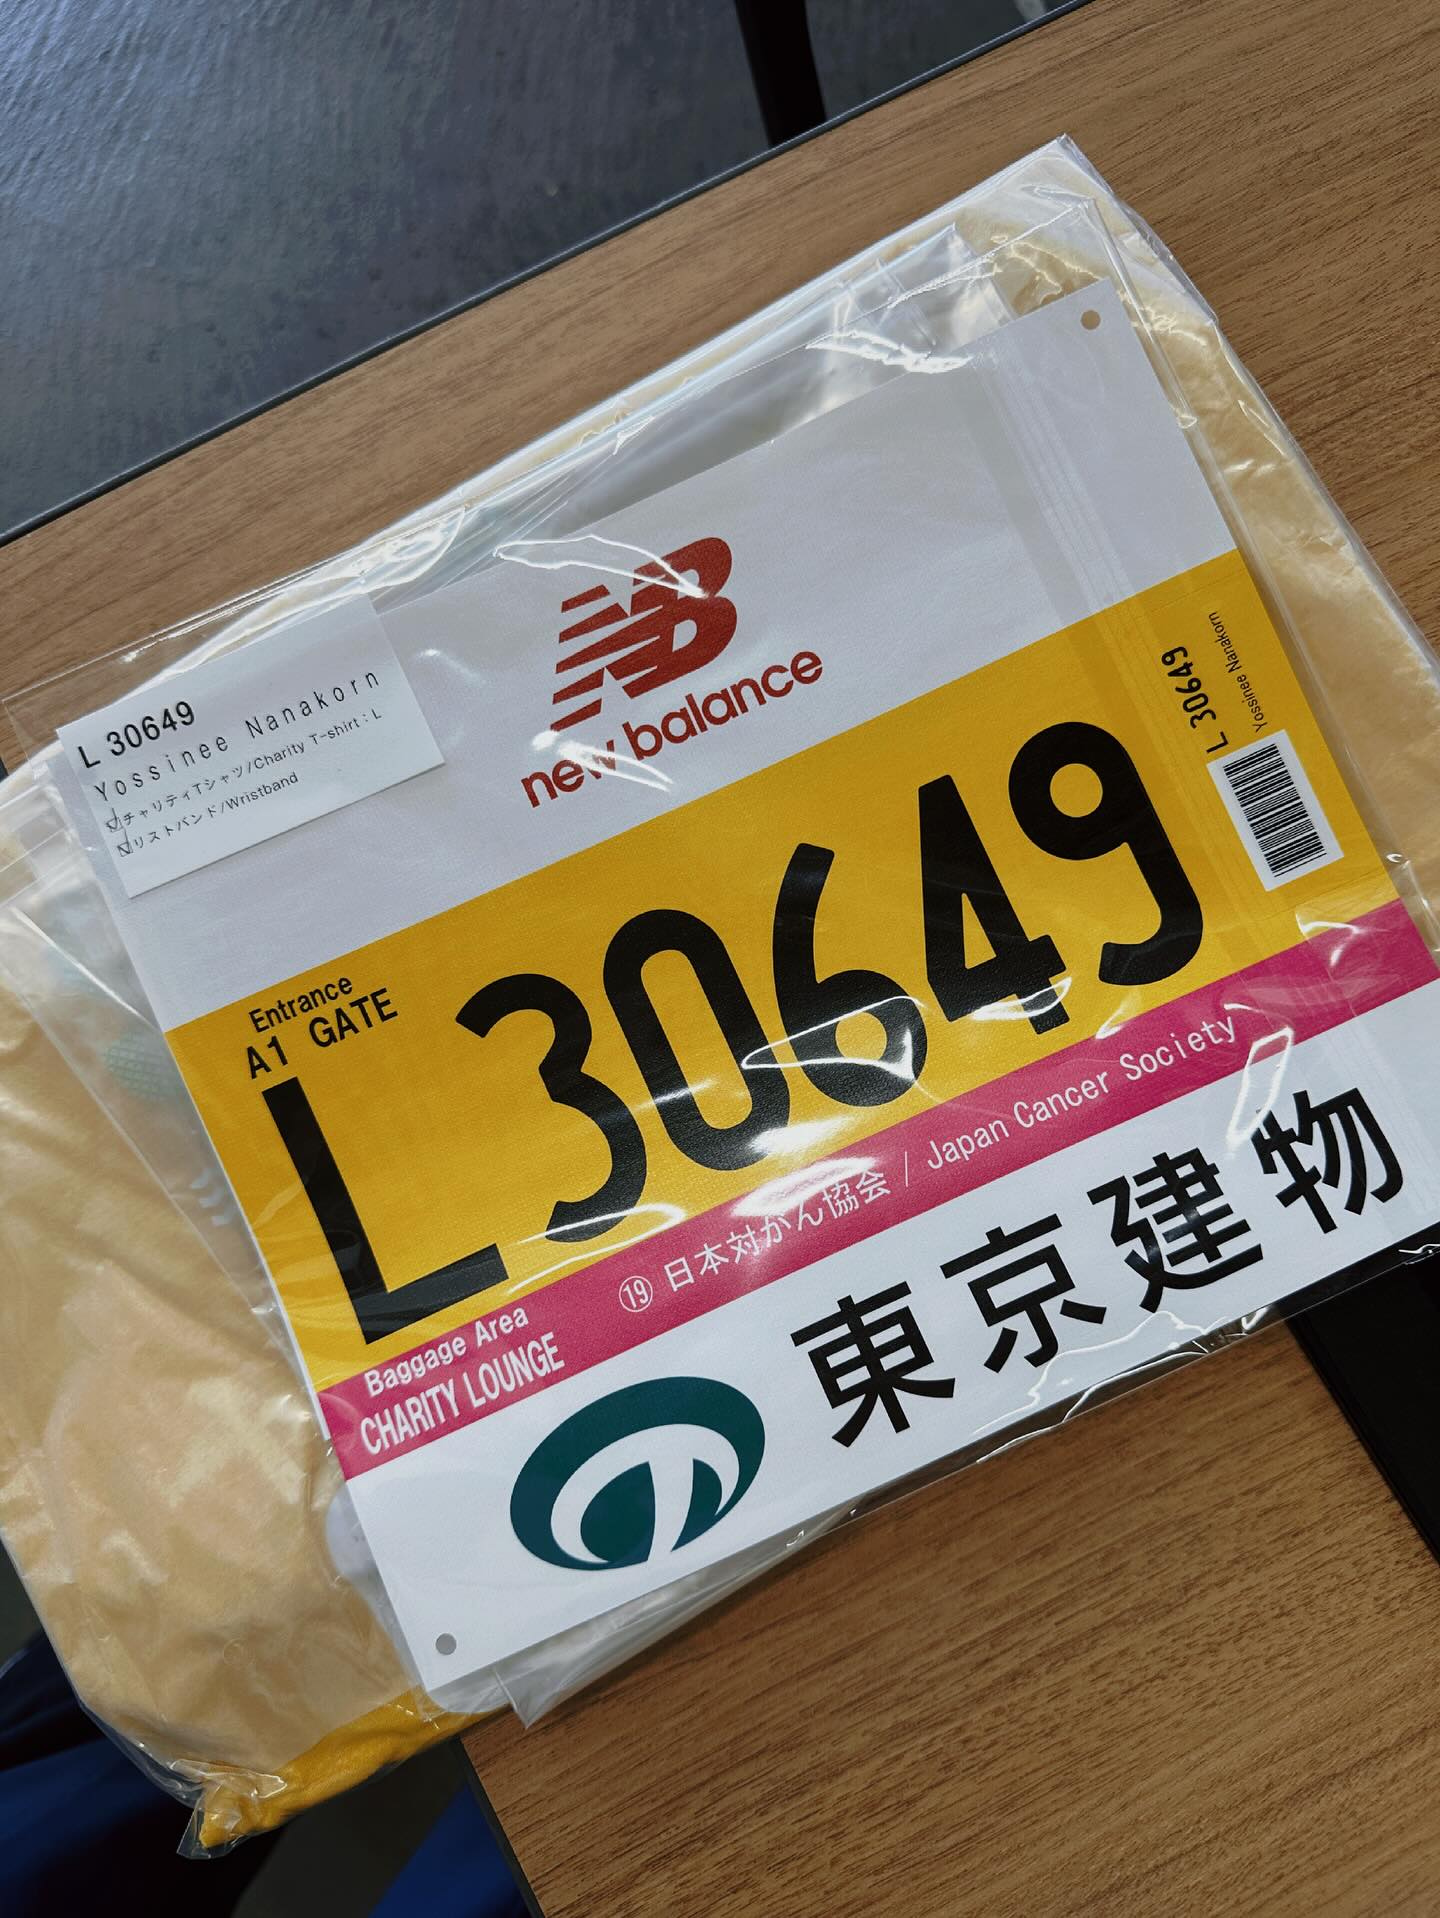 L 30649
Yossinee Nanakorn
☑チャリティTシャツ/Charity T-shirt:L
☑リストバンド/Wristband
NB
new balance
L 30649
Yossinee Nanakorn
Entrance
A1 GATE
L30649
Baggage Area
CHARITY LOUNGE
⑲ 日本対がん協会 / Japan Cancer Society
東京建物